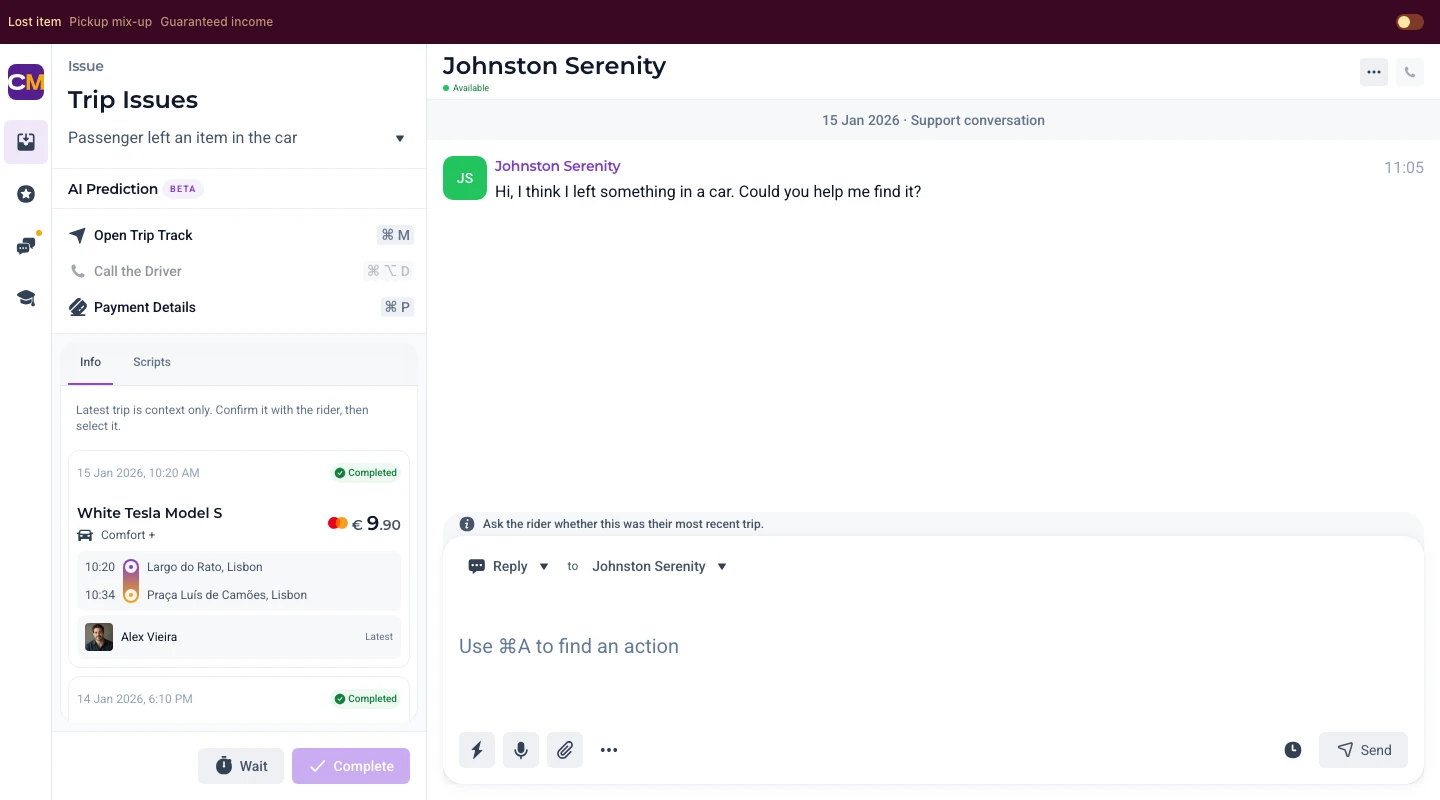 Lost item Pickup mix-up Guaranteed income
CM
Issue
Trip Issues
Passenger left an item in the car
AI Prediction BETA
Open Trip Track ⌘ M
Call the Driver ⌘ ⌥ D
Payment Details ⌘ P
Info Scripts
Latest trip is context only. Confirm it with the rider, then
select it.
15 Jan 2026, 10:20 AM Completed
White Tesla Model S
Comfort +
€ 9.90
10:20 Largo do Rato, Lisbon
10:34 Praça Luís de Camões, Lisbon
Alex Vieira Latest
14 Jan 2026, 6:10 PM Completed
Wait Complete
Johnston Serenity
Available
15 Jan 2026 · Support conversation
JS
Johnston Serenity 11:05
Hi, I think I left something in a car. Could you help me find it?
Ask the rider whether this was their most recent trip.
Reply to Johnston Serenity
Use ⌘A to find an action
Send